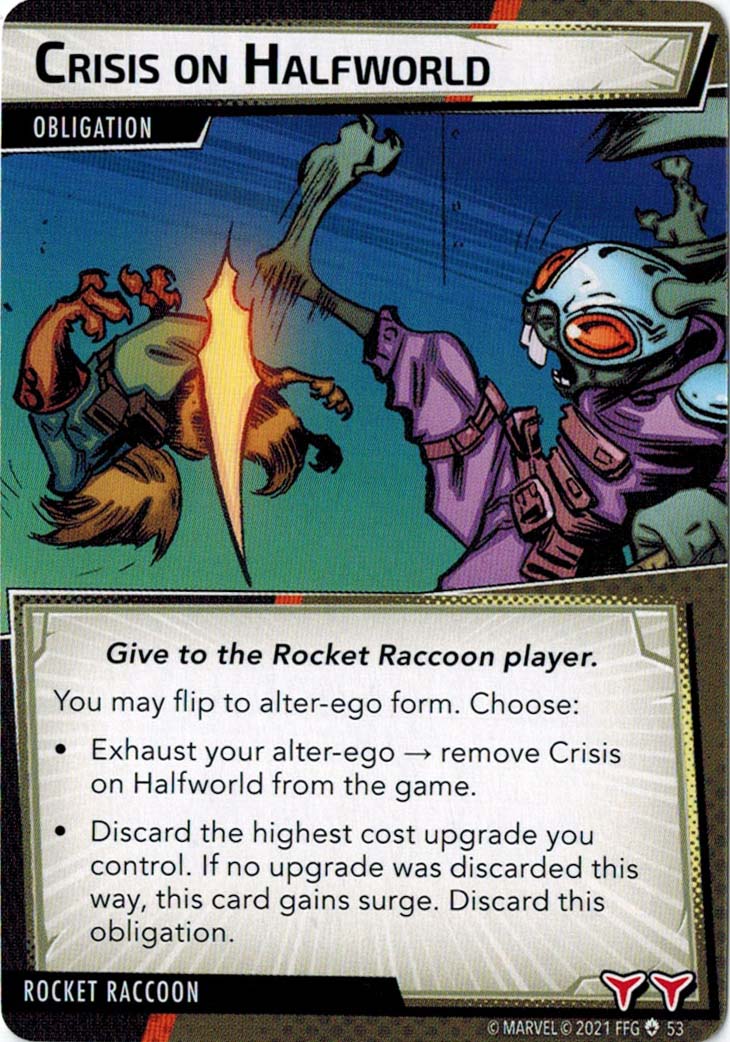 Crisis on Halfworld
OBLIGATION
Give to the Rocket Raccoon player.
You may flip to alter-ego form. Choose:
• Exhaust your alter-ego → remove Crisis
on Halfworld from the game.
• Discard the highest cost upgrade you
control. If no upgrade was discarded this
way, this card gains surge. Discard this
obligation.
ROCKET RACCOON
© MARVEL © 2021 FFG 53